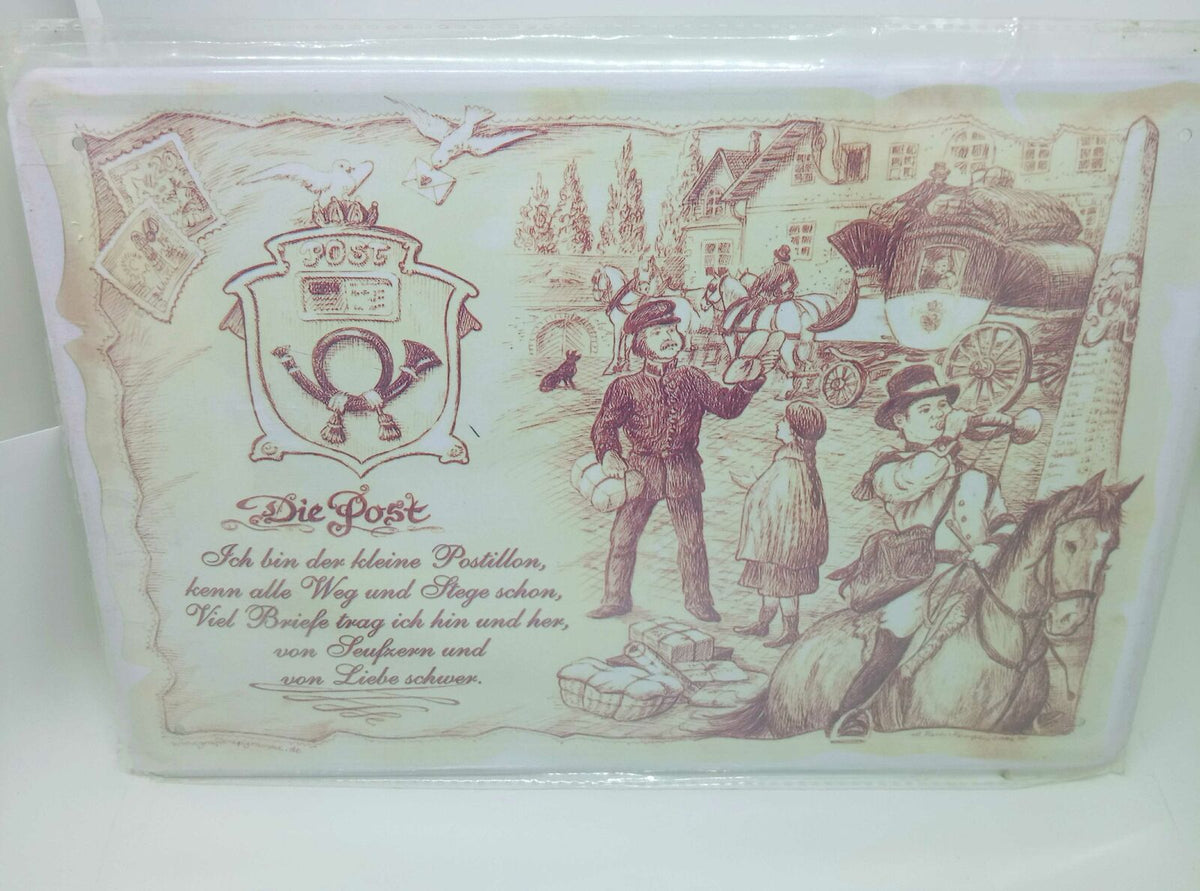 POST
Die Post
Ich bin der kleine Postillon,
kenn alle Weg und Stege schon,
Viel Briefe trag ich hin und her,
von Seufzern und
von Liebe schwer.